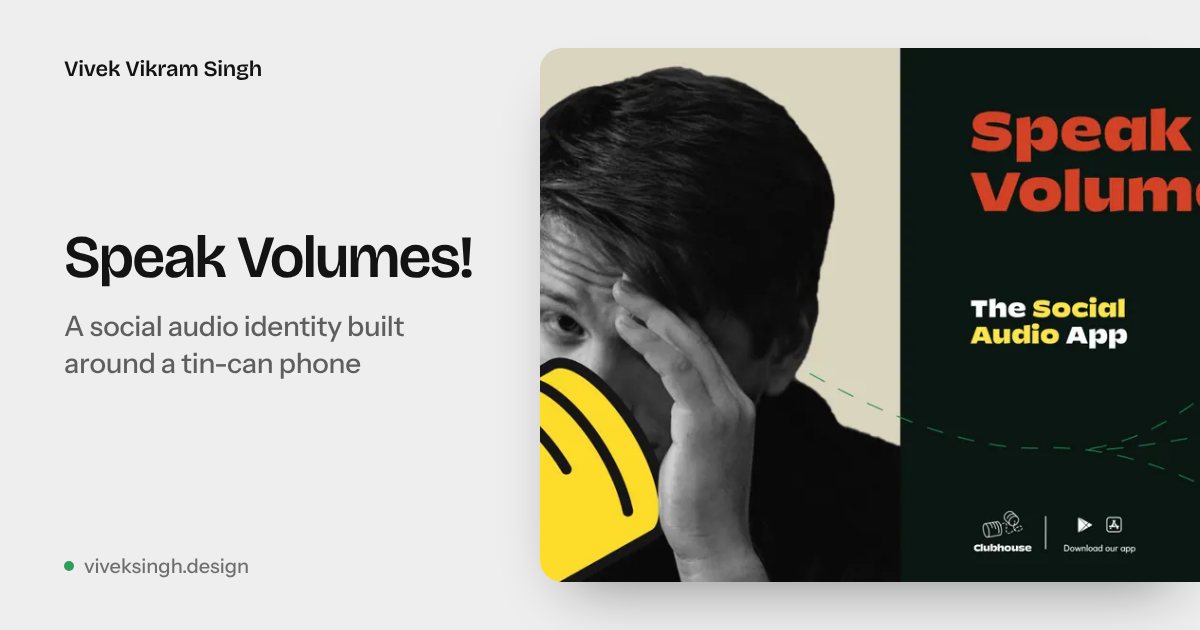 Vivek Vikram Singh
Speak Volumes!
A social audio identity built
around a tin-can phone
viveksingh.design
Speak
Volume
The Social
Audio App
Clubhouse
Download our app